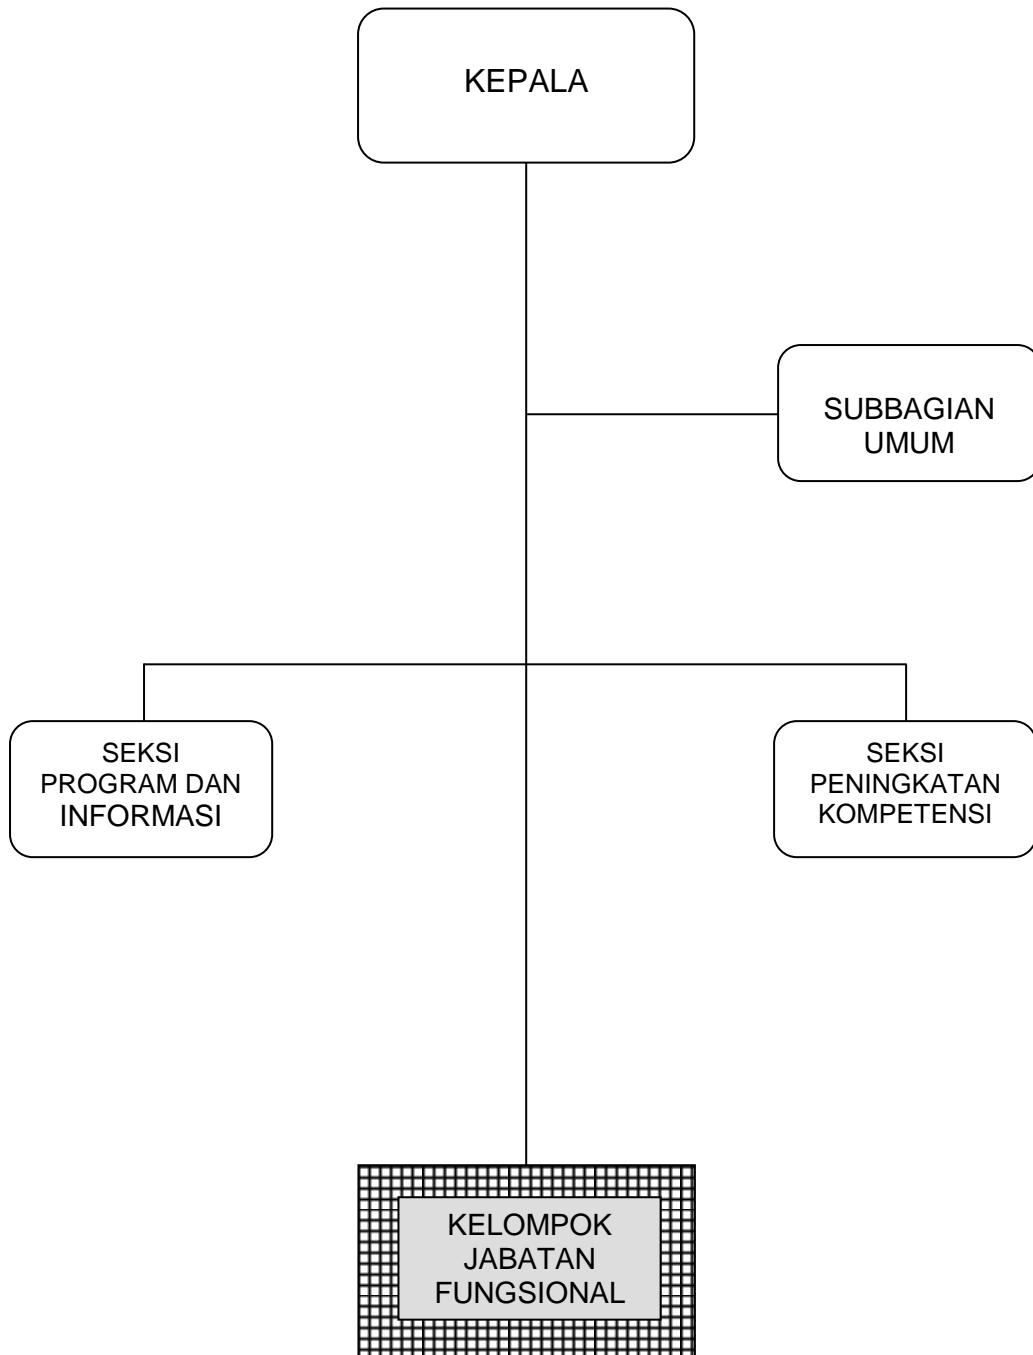 KEPALA
SUBBAGIAN
UMUM
SEKSI
PROGRAM DAN
INFORMASI
SEKSI
PENINGKATAN
KOMPETENSI
KELOMPOK
JABATAN
FUNGSIONAL